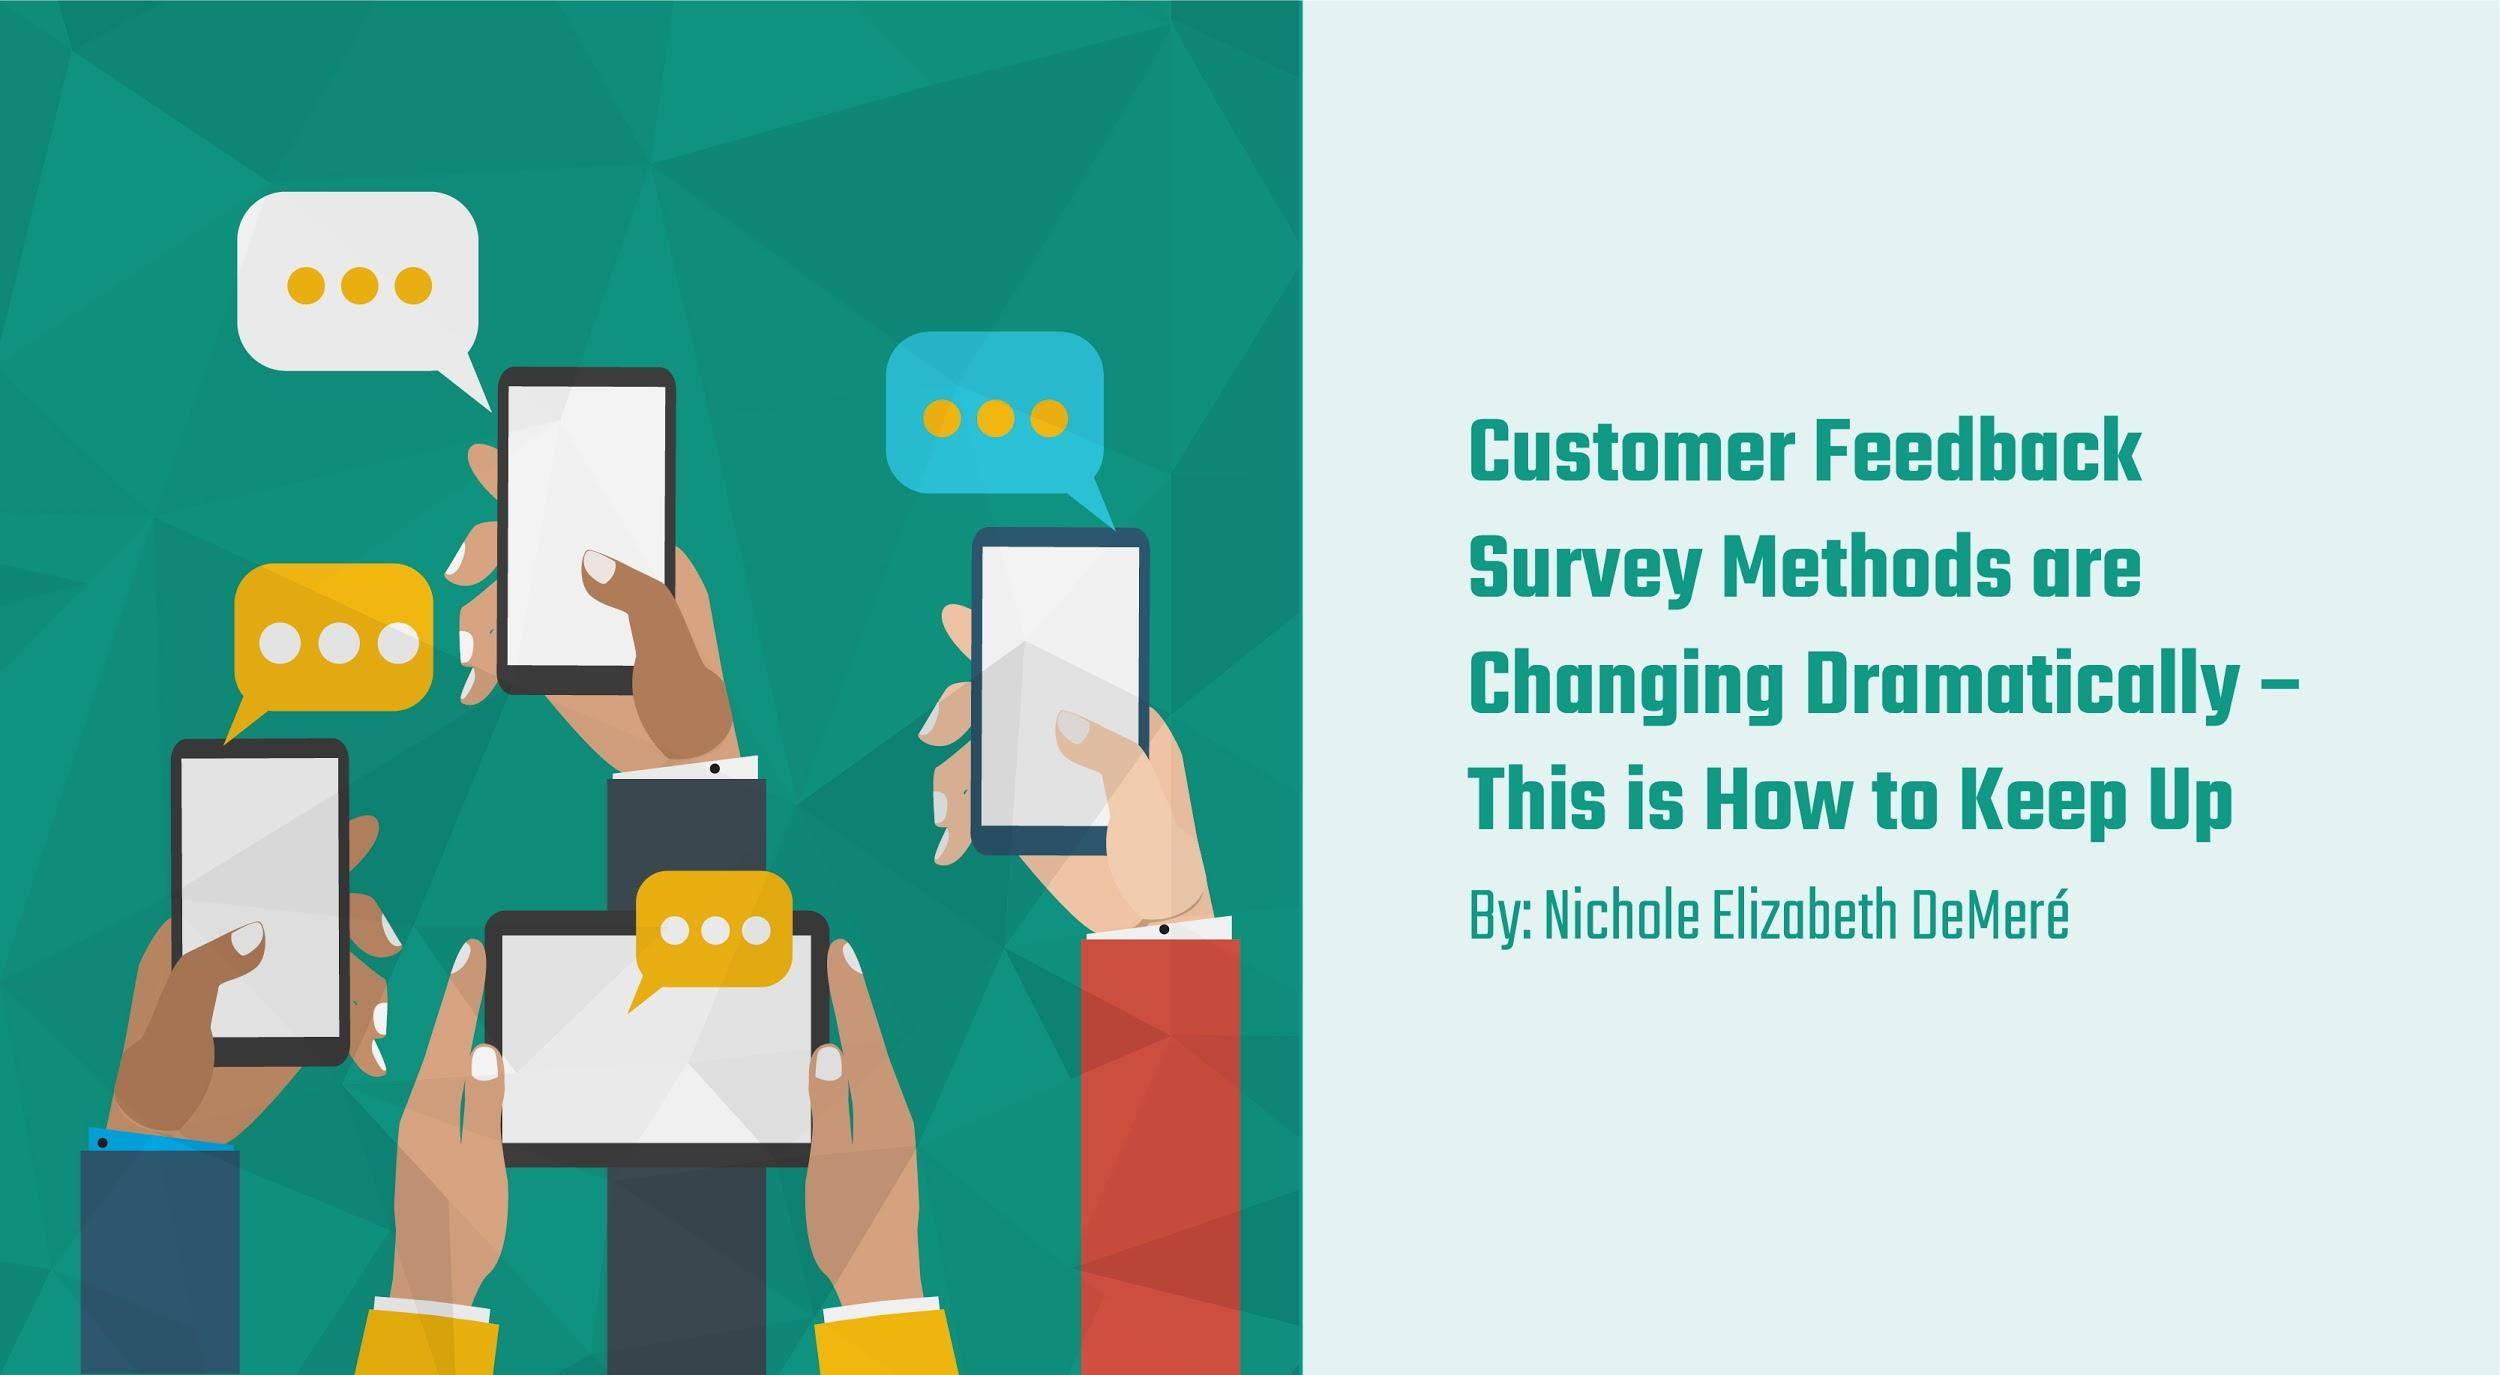 Customer Feedback
Survey Methods are
Changing Dramatically –
This is How to Keep Up
By: Nichole Elizabeth DeMeré